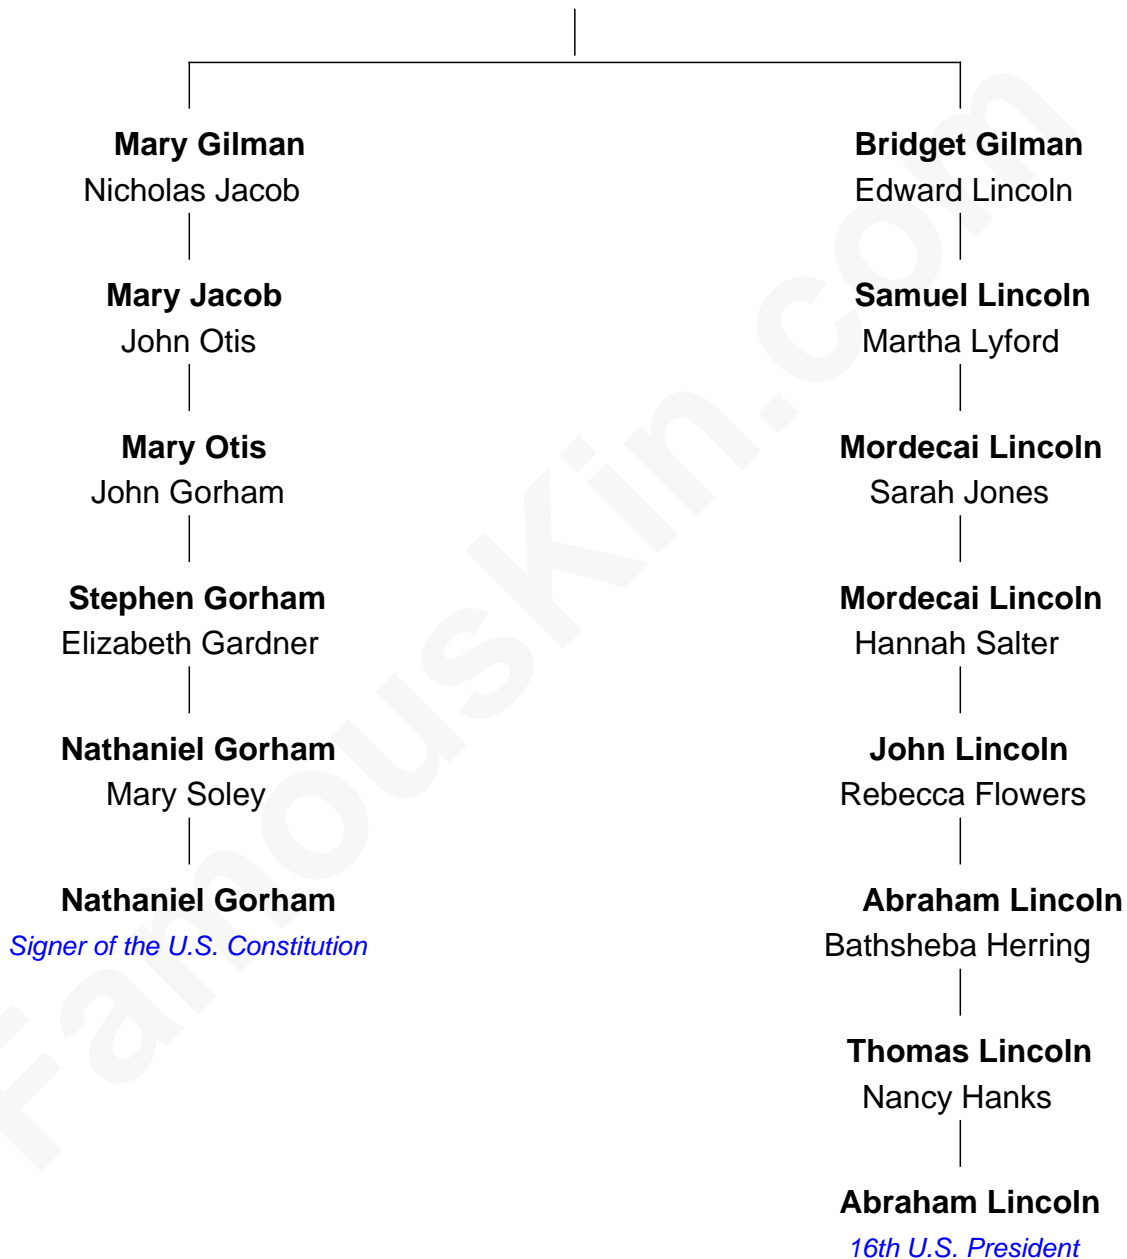 Mary Gilman
Nicholas Jacob
Mary Jacob
John Otis
Mary Otis
John Gorham
Stephen Gorham
Elizabeth Gardner
Nathaniel Gorham
Mary Soley
Nathaniel Gorham
Signer of the U.S. Constitution
Bridget Gilman
Edward Lincoln
Samuel Lincoln
Martha Lyford
Mordecai Lincoln
Sarah Jones
Mordecai Lincoln
Hannah Salter
John Lincoln
Rebecca Flowers
Abraham Lincoln
Bathsheba Herring
Thomas Lincoln
Nancy Hanks
Abraham Lincoln
16th U.S. President
FamousKin.com